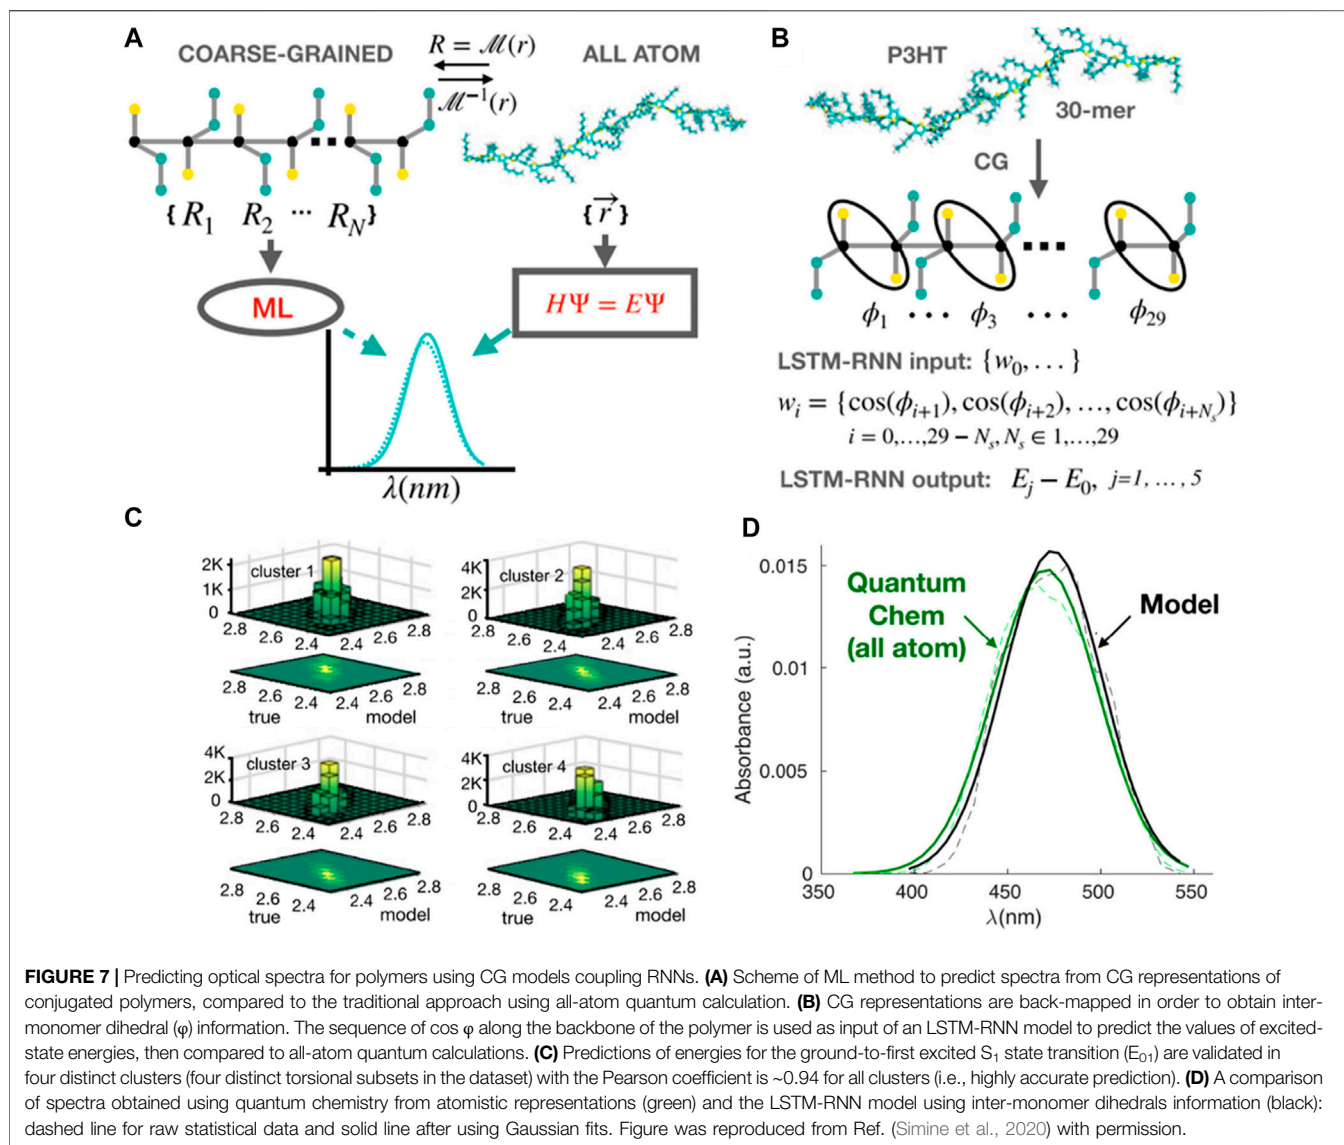 A
COARSE-GRAINED
R = ℳ(r)
ℳ⁻¹(r)
ALL ATOM
{R₁ R₂ ··· R_N}
{r⃗}
ML
HΨ = EΨ
λ(nm)
B
P3HT
30-mer
CG
ϕ₁ ··· ϕ₃ ··· ϕ₂₉
LSTM-RNN input: {w₀, . . . }
wᵢ = {cos(ϕᵢ₊₁), cos(ϕᵢ₊₂), …, cos(ϕ_{i+N_s})}
i = 0,…,29 − N_s, N_s ∈ 1,…,29
LSTM-RNN output: E_j − E₀, j=1, … , 5
C
2K
1K
0
cluster 1
2.8
2.6
2.4
2.4
2.6
2.8
2.8
2.6
2.4
2.4
2.6
2.8
true
model
4K
2K
0
cluster 2
2.8
2.6
2.4
2.4
2.6
2.8
2.8
2.6
2.4
2.4
2.6
2.8
true
model
4K
2K
0
cluster 3
2.8
2.6
2.4
2.4
2.6
2.8
2.8
2.6
2.4
2.4
2.6
2.8
true
model
4K
2K
0
cluster 4
2.8
2.6
2.4
2.4
2.6
2.8
2.8
2.6
2.4
2.4
2.6
2.8
true
model
D
Absorbance (a.u.)
0.015
0.01
0.005
0
Quantum
Chem
(all atom)
Model
350
400
450
500
550
λ(nm)
FIGURE 7 | Predicting optical spectra for polymers using CG models coupling RNNs. (A) Scheme of ML method to predict spectra from CG representations of
conjugated polymers, compared to the traditional approach using all-atom quantum calculation. (B) CG representations are back-mapped in order to obtain inter-
monomer dihedral (φ) information. The sequence of cos φ along the backbone of the polymer is used as input of an LSTM-RNN model to predict the values of excited-
state energies, then compared to all-atom quantum calculations. (C) Predictions of energies for the ground-to-first excited S₁ state transition (E₀₁) are validated in
four distinct clusters (four distinct torsional subsets in the dataset) with the Pearson coefficient is ~0.94 for all clusters (i.e., highly accurate prediction). (D) A comparison
of spectra obtained using quantum chemistry from atomistic representations (green) and the LSTM-RNN model using inter-monomer dihedrals information (black):
dashed line for raw statistical data and solid line after using Gaussian fits. Figure was reproduced from Ref. (Simine et al., 2020) with permission.